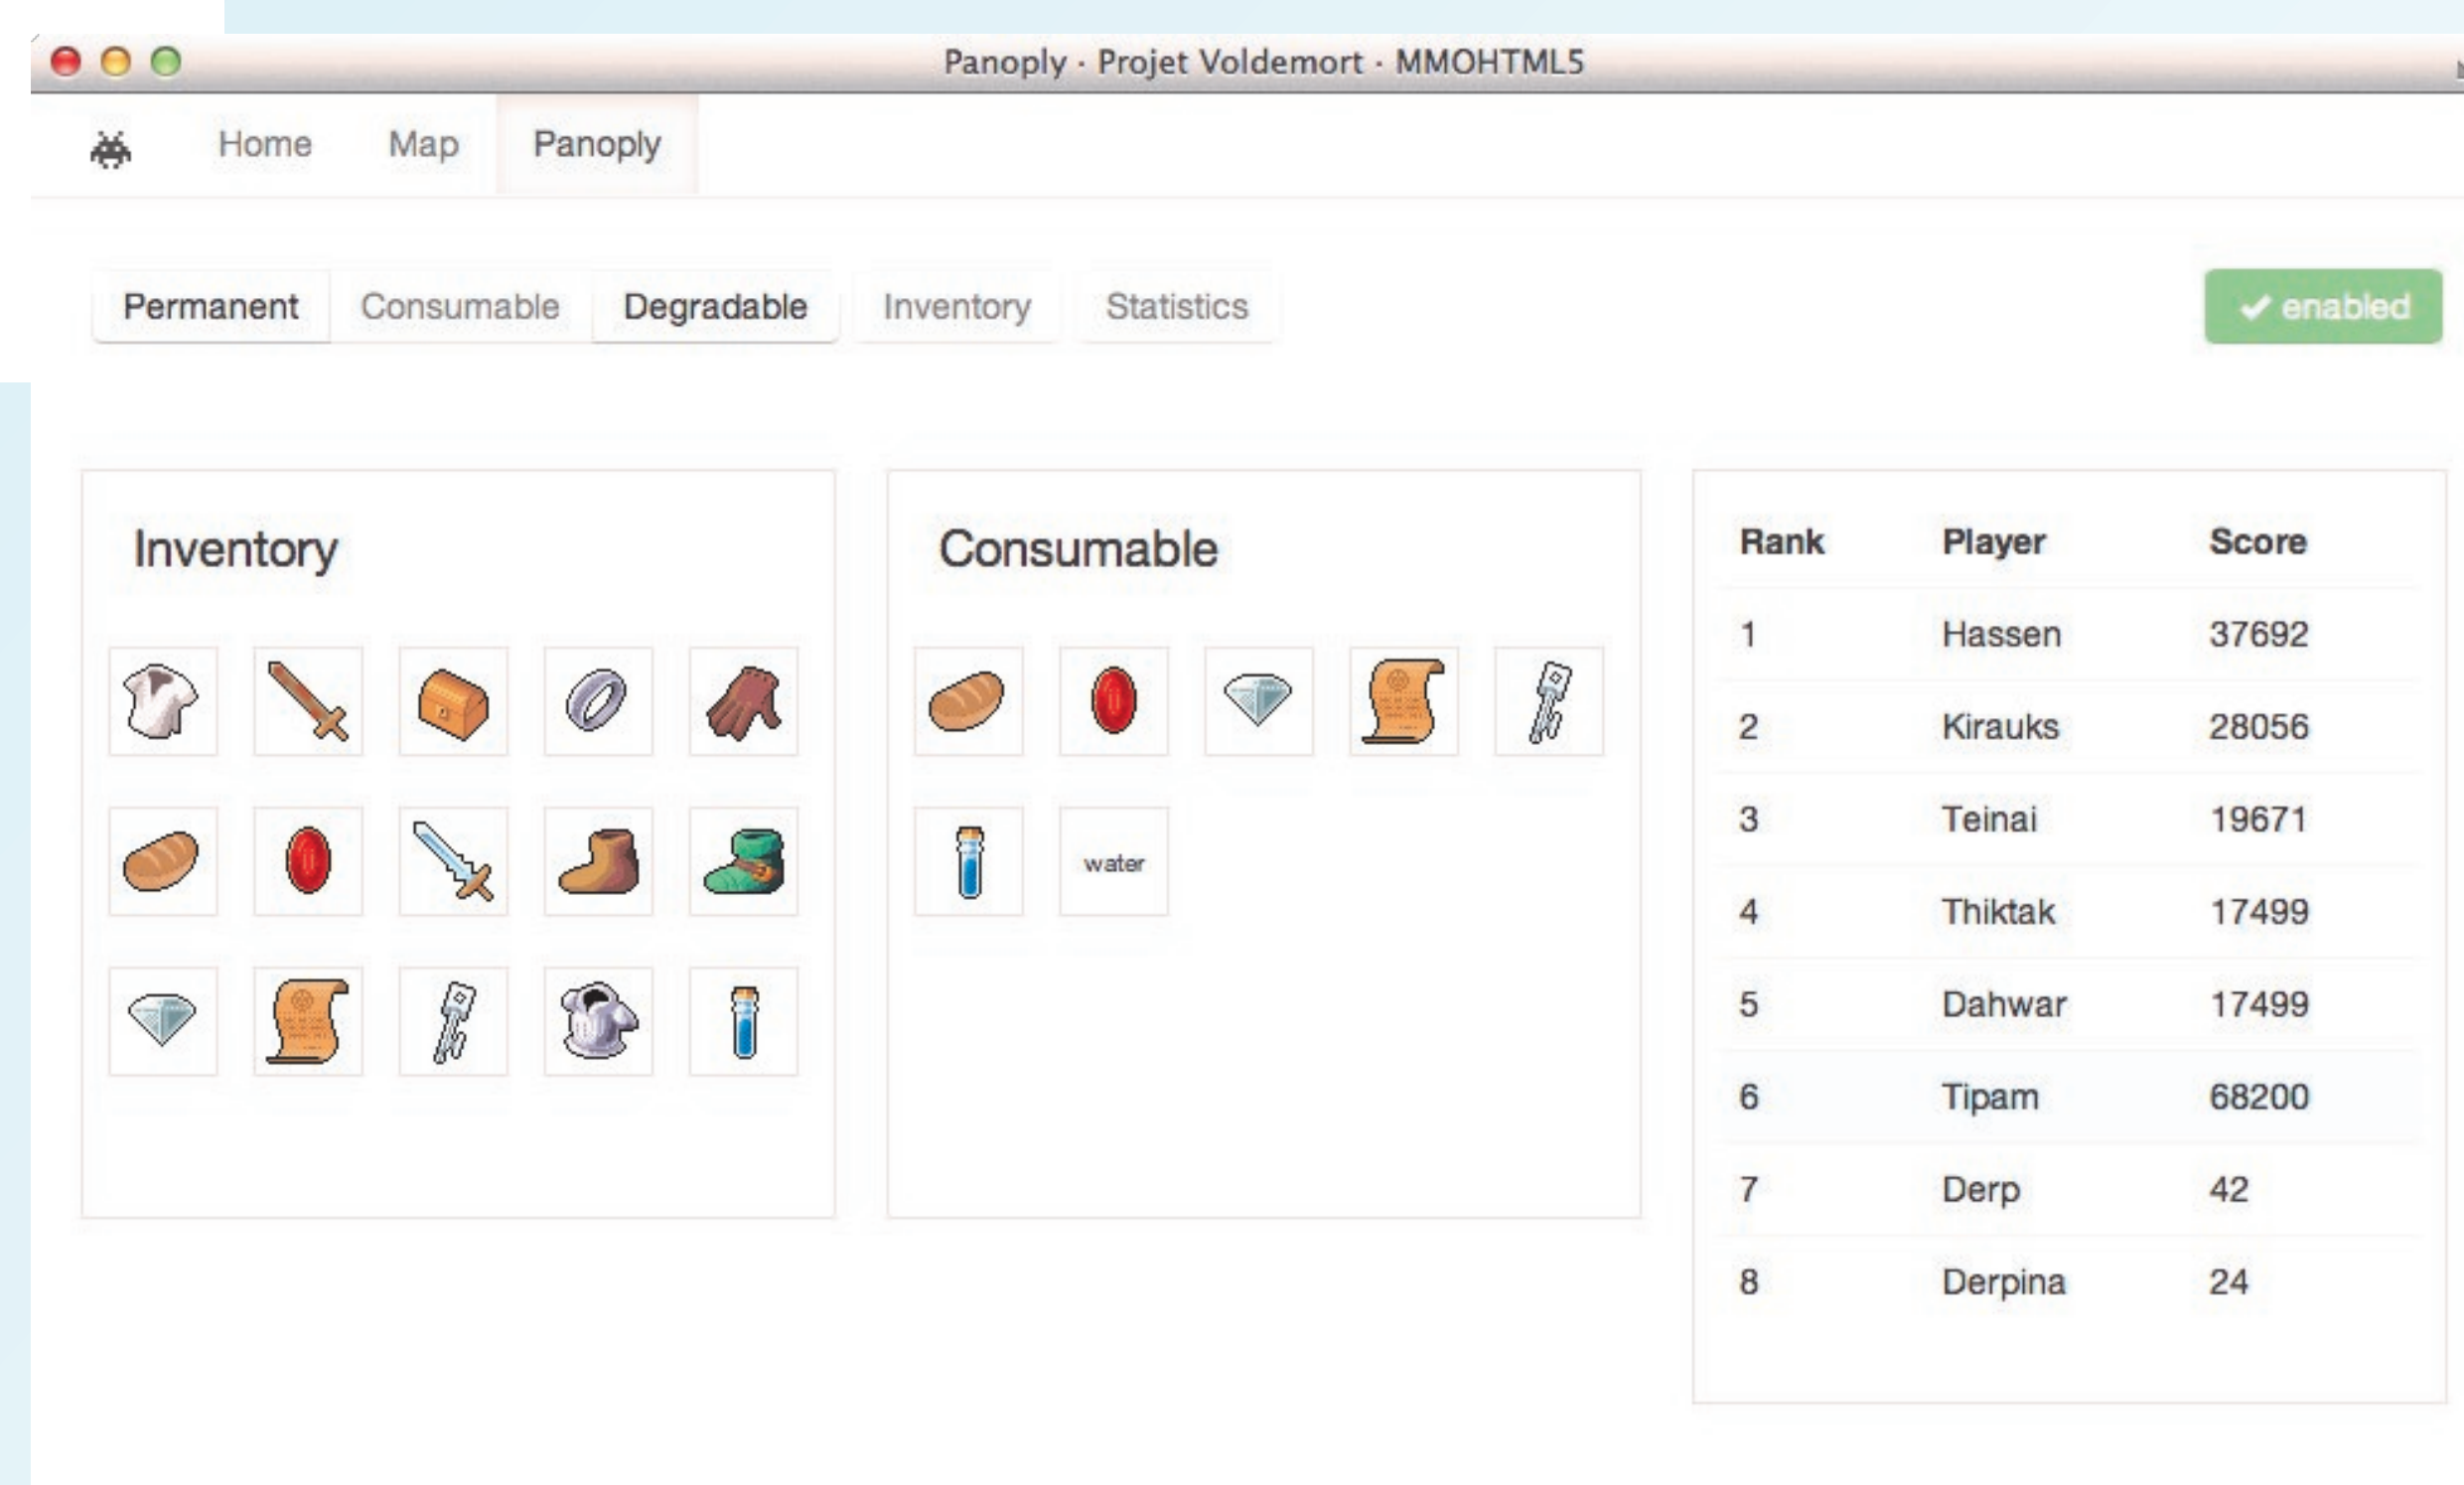 Panoply · Projet Voldemort · MMOHTML5
Home Map Panoply
Permanent Consumable Degradable Inventory Statistics ✔ enabled
Inventory
Consumable
water
Rank Player Score
1 Hassen 37692
2 Kirauks 28056
3 Teinai 19671
4 Thiktak 17499
5 Dahwar 17499
6 Tipam 68200
7 Derp 42
8 Derpina 24